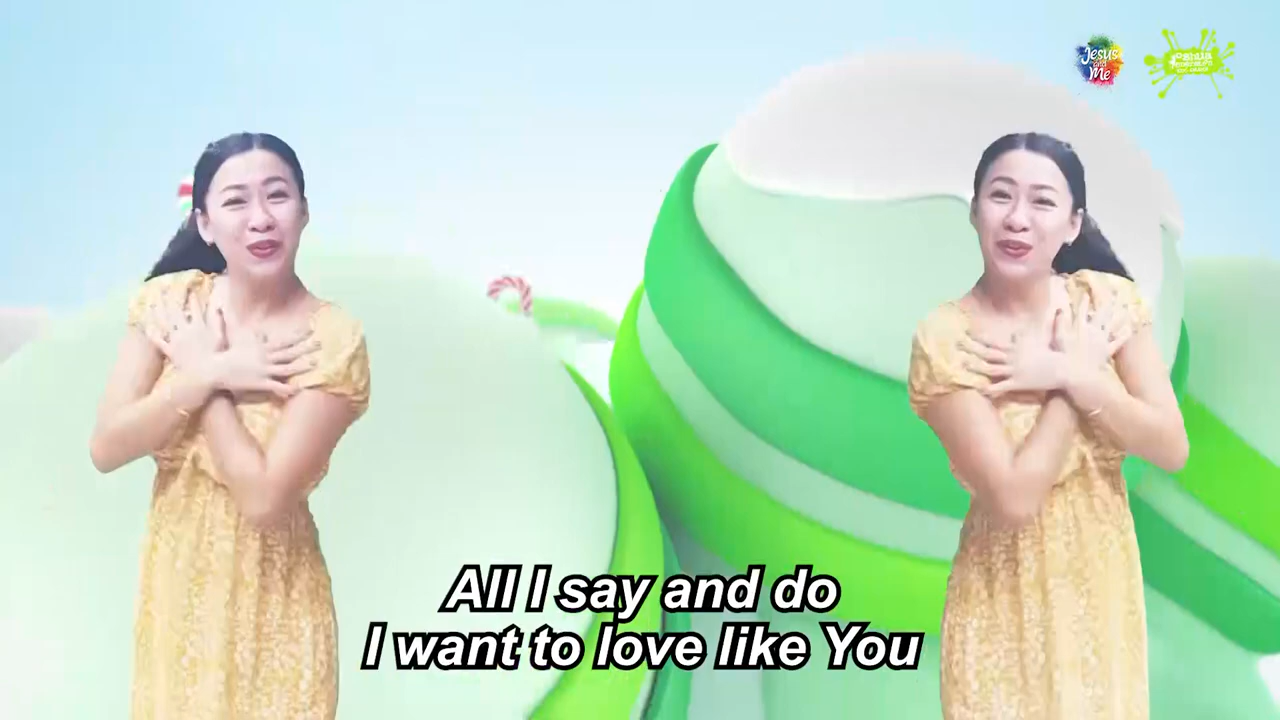 Jesus
and
Me
All I say and do
I want to love like You